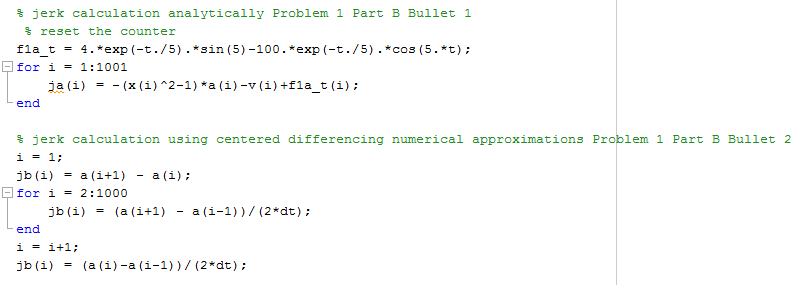 % jerk calculation analytically Problem 1 Part B Bullet 1
% reset the counter
f1a_t = 4.*exp(-t./5).*sin(5)-100.*exp(-t./5).*cos(5.*t);
for i = 1:1001
ja(i) = -(x(i)^2-1)*a(i)-v(i)+f1a_t(i);
end
% jerk calculation using centered differencing numerical approximations Problem 1 Part B Bullet 2
i = 1;
jb(i) = a(i+1) - a(i);
for i = 2:1000
jb(i) = (a(i+1) - a(i-1))/(2*dt);
end
i = i+1;
jb(i) = (a(i)-a(i-1))/(2*dt);